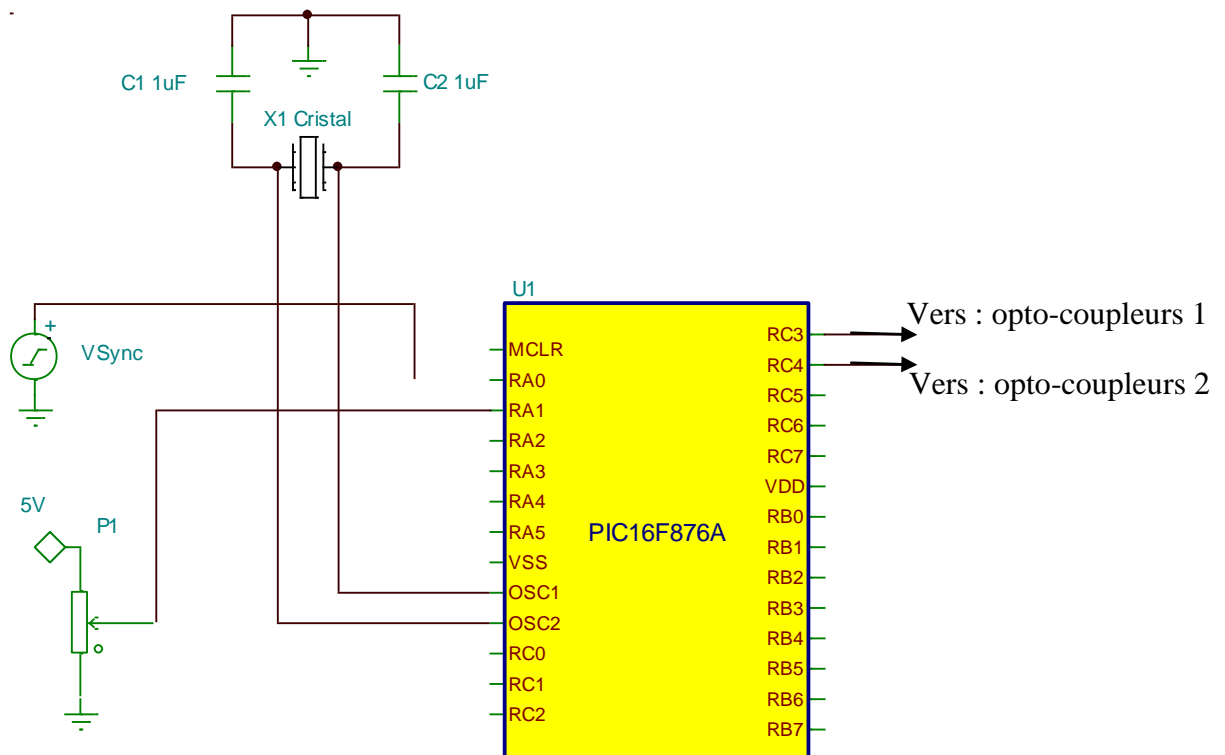 C1 1uF
C2 1uF
X1 Cristal
U1
VSync
+
5V
P1
MCLR
RA0
RA1
RA2
RA3
RA4
RA5
VSS
OSC1
OSC2
RC0
RC1
RC2
PIC16F876A
RC3
RC4
RC5
RC6
RC7
VDD
RB0
RB1
RB2
RB3
RB4
RB5
RB6
RB7
Vers : opto-coupleurs 1
Vers : opto-coupleurs 2